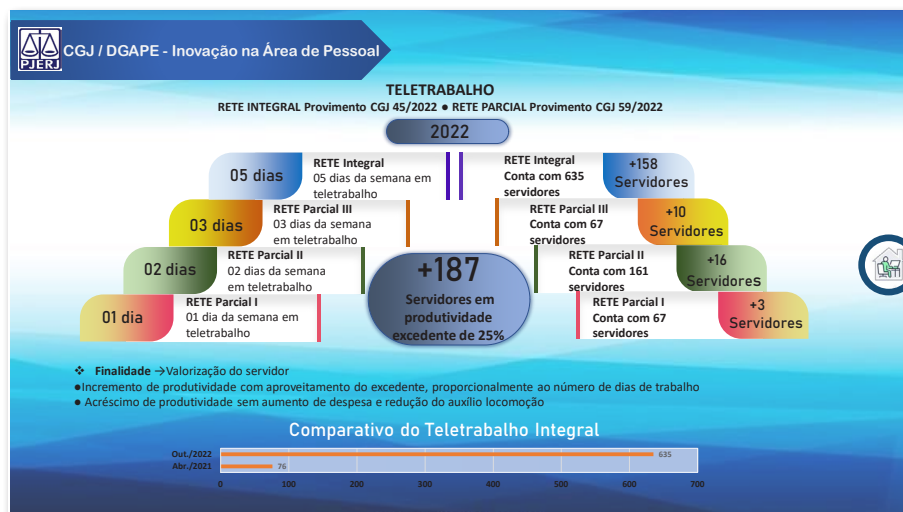 PJERJ
CGJ / DGAPE - Inovação na Área de Pessoal
TELETRABALHO
RETE INTEGRAL Provimento CGJ 45/2022 ● RETE PARCIAL Provimento CGJ 59/2022
2022
05 dias
RETE Integral
05 dias da semana em
teletrabalho
RETE Integral
Conta com 635
servidores
+158
Servidores
03 dias
RETE Parcial III
03 dias da semana
em teletrabalho
RETE Parcial III
Conta com 67
servidores
+10
Servidores
02 dias
RETE Parcial II
02 dias da semana
em teletrabalho
RETE Parcial II
Conta com 161
servidores
+16
Servidores
01 dia
RETE Parcial I
01 dia da semana em
teletrabalho
RETE Parcial I
Conta com 67
servidores
+3
Servidores
+187
Servidores em
produtividade
excedente de 25%
❖ Finalidade →Valorização do servidor
●Incremento de produtividade com aproveitamento do excedente, proporcionalmente ao número de dias de trabalho
● Acréscimo de produtividade sem aumento de despesa e redução do auxílio locomoção
Comparativo do Teletrabalho Integral
Out./2022 635
Abr./2021 76
0 100 200 300 400 500 600 700